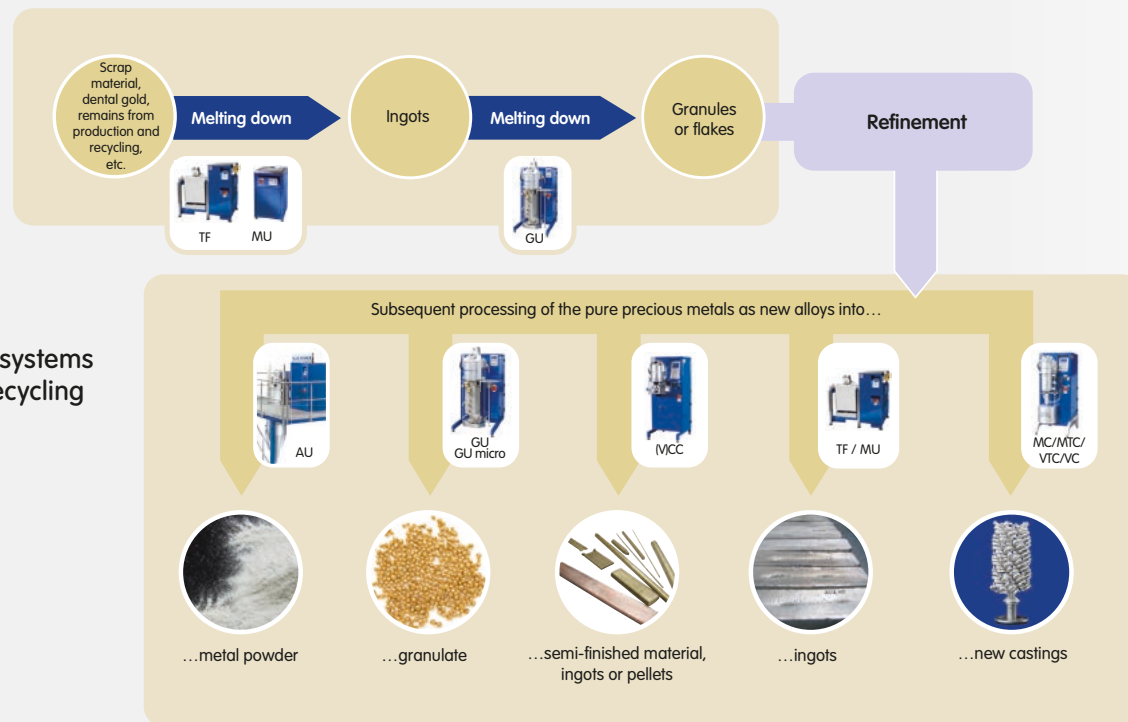 Scrap
material,
dental gold,
remains from
production and
recycling,
etc.
Melting down
Ingots
Melting down
Granules
or flakes
Refinement
TF
MU
GU
systems
ecycling
Subsequent processing of the pure precious metals as new alloys into…
AU
GU
GU micro
(V)CC
TF / MU
MC/MTC/
VTC/VC
…metal powder
…granulate
…semi-finished material,
ingots or pellets
…ingots
…new castings